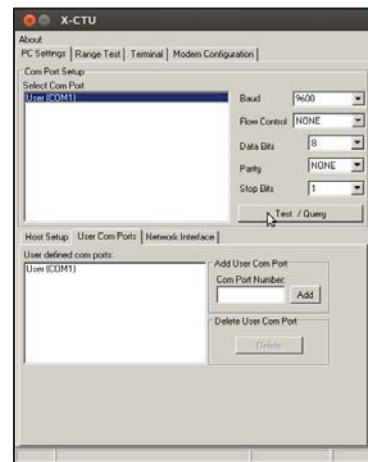 X-CTU
About
PC Settings Range Test Terminal Modem Configuration
Com Port Setup
Select Com Port
User (COM1)
Baud 9600
Flow Control NONE
Data Bits 8
Parity NONE
Stop Bits 1
Test / Query
Host Setup User Com Ports Network Interface
User defined com ports:
User (COM1)
Add User Com Port
Com Port Number:
Add
Delete User Com Port
Delete